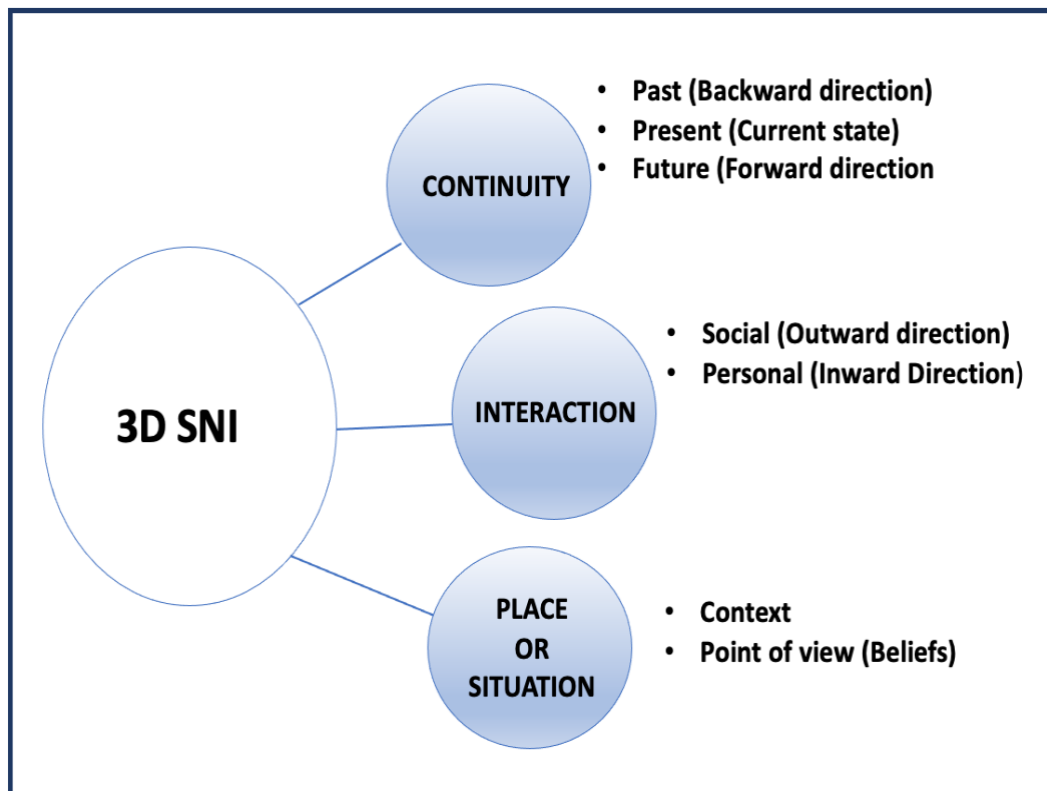 3D SNI
CONTINUITY
• Past (Backward direction)
• Present (Current state)
• Future (Forward direction
INTERACTION
• Social (Outward direction)
• Personal (Inward Direction)
PLACE
OR
SITUATION
• Context
• Point of view (Beliefs)